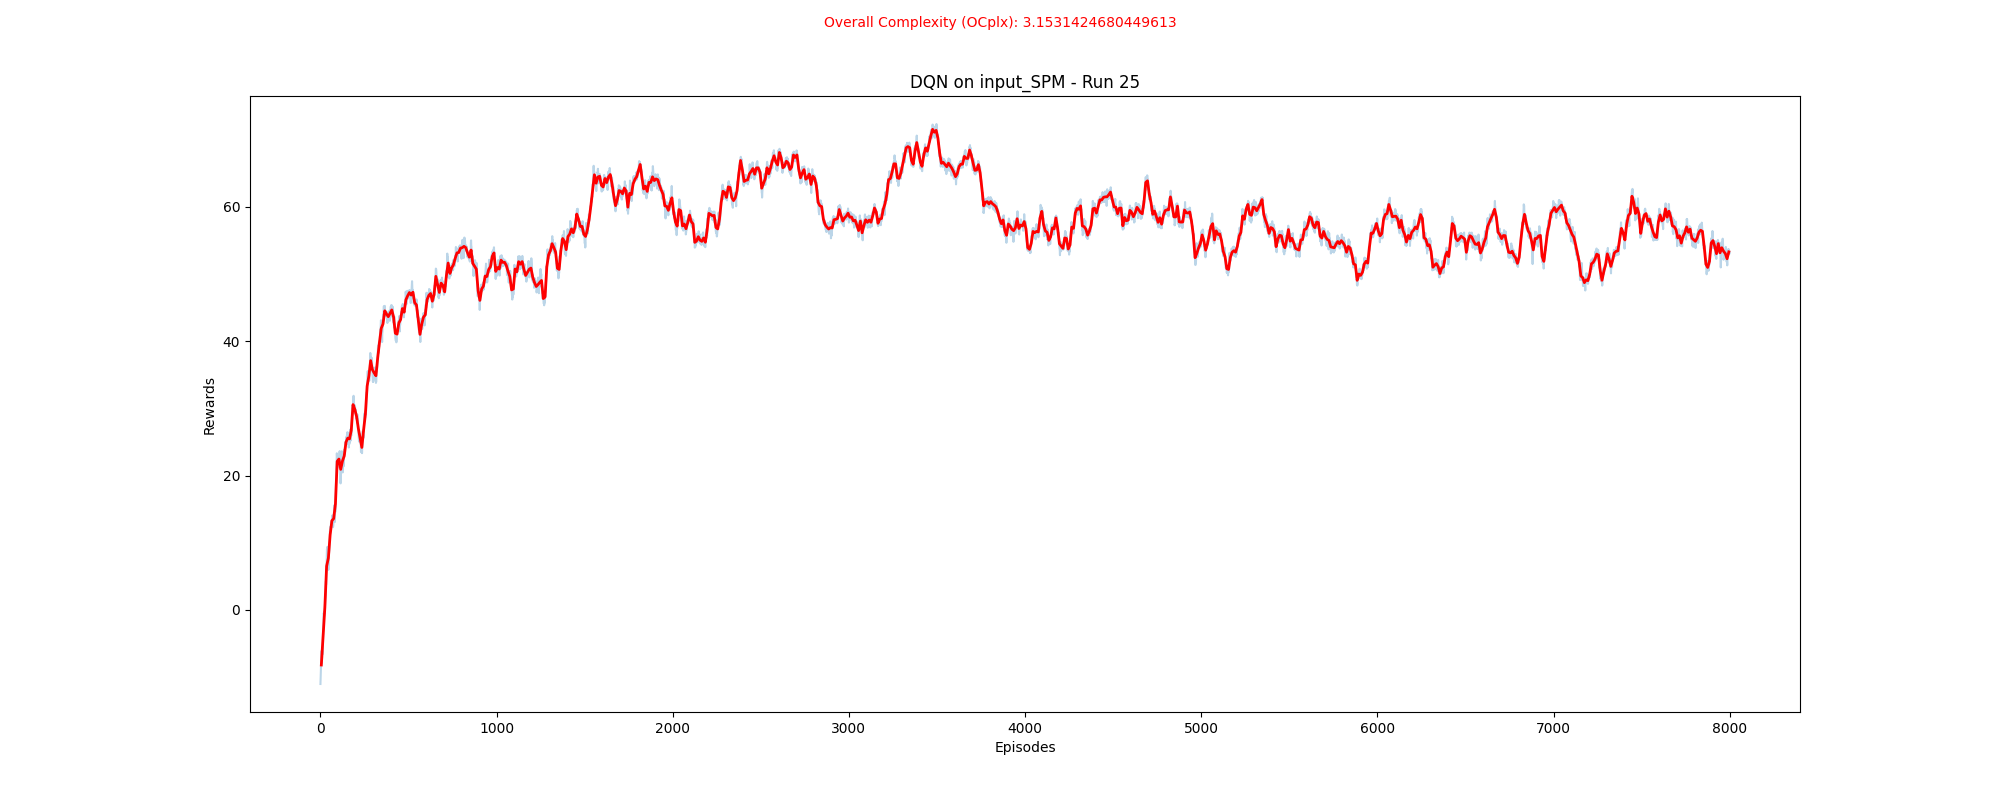 Overall Complexity (OCplx): 3.1531424680449613
DQN on input_SPM - Run 25
60
40
20
0
Rewards
0 1000 2000 3000 4000 5000 6000 7000 8000
Episodes